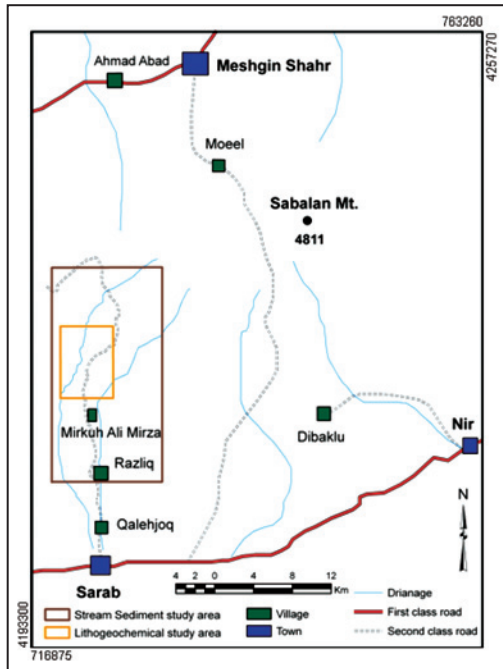 763260
4257270
Ahmad Abad
Meshgin Shahr
Moeel
Sabalan Mt.
4811
Mirkuh Ali Mirza
Dibaklu
Nir
Razliq
Qalehjoq
N
Sarab
4 2 0 4 8 12
Km
Drianage
First class road
Second class road
Stream Sediment study area
Lithogeochemical study area
Village
Town
4193300
716875